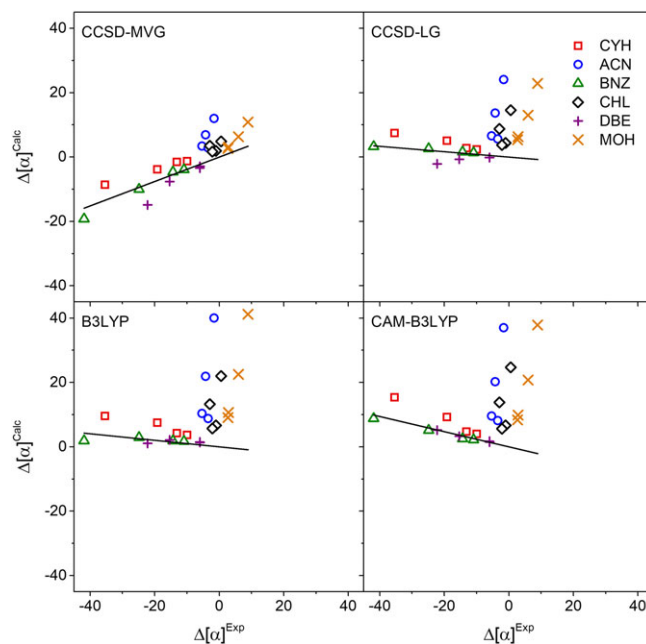 CCSD-MVG
CCSD-LG
CYH
ACN
BNZ
CHL
DBE
MOH
40
20
0
-20
-40
Δ[α]Calc
B3LYP
CAM-B3LYP
40
20
0
-20
-40
Δ[α]Calc
-40 -20 0 20 40
-40 -20 0 20 40
Δ[α]Exp
Δ[α]Exp